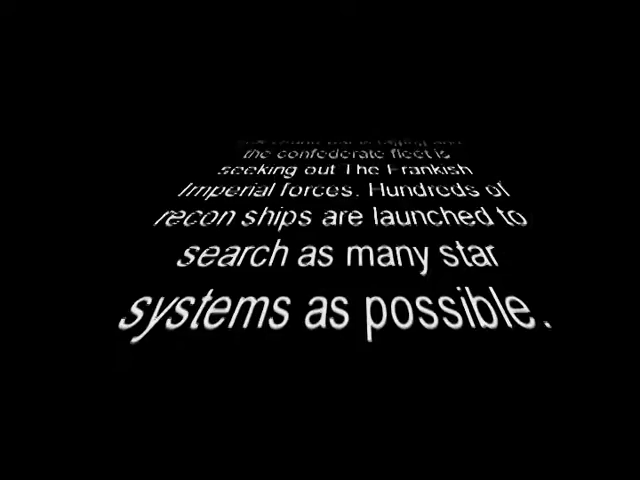 the confederate fleet is
seeking out The Frankish
Imperial forces. Hundreds of
recon ships are launched to
search as many star
systems as possible.